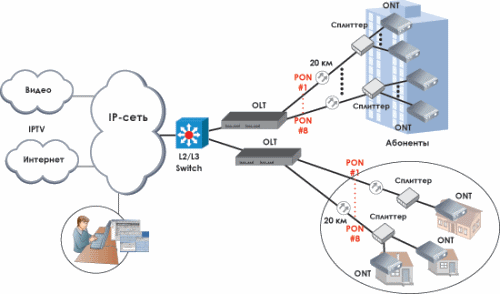 Видео
IPTV
Интернет
IP-сеть
L2/L3
Switch
OLT
OLT
20 км
PON
#1
PON
#8
Сплиттер
Сплиттер
ONT
ONT
Абоненты
PON
#1
20 км
PON
#8
Сплиттер
Сплиттер
ONT
ONT
ONT